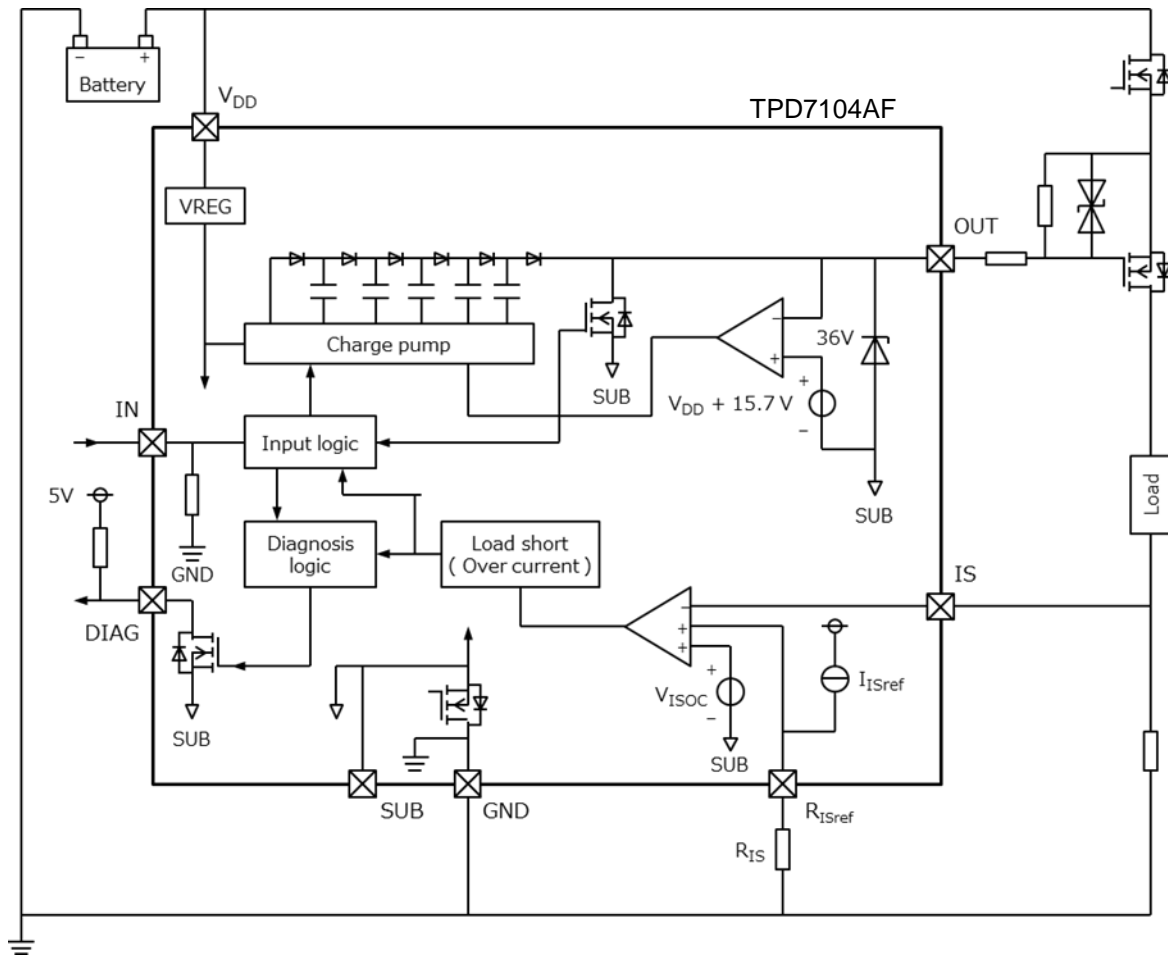 − +
Battery
VDD
TPD7104AF
VREG
OUT
Charge pump
36V
SUB
VDD + 15.7 V
+
−
−
+
IN
Input logic
SUB
5V
Load
GND
Diagnosis
logic
Load short
( Over current )
IS
DIAG
−
+
+
VISOC
+
−
IISref
SUB
SUB
SUB
GND
RISref
RIS